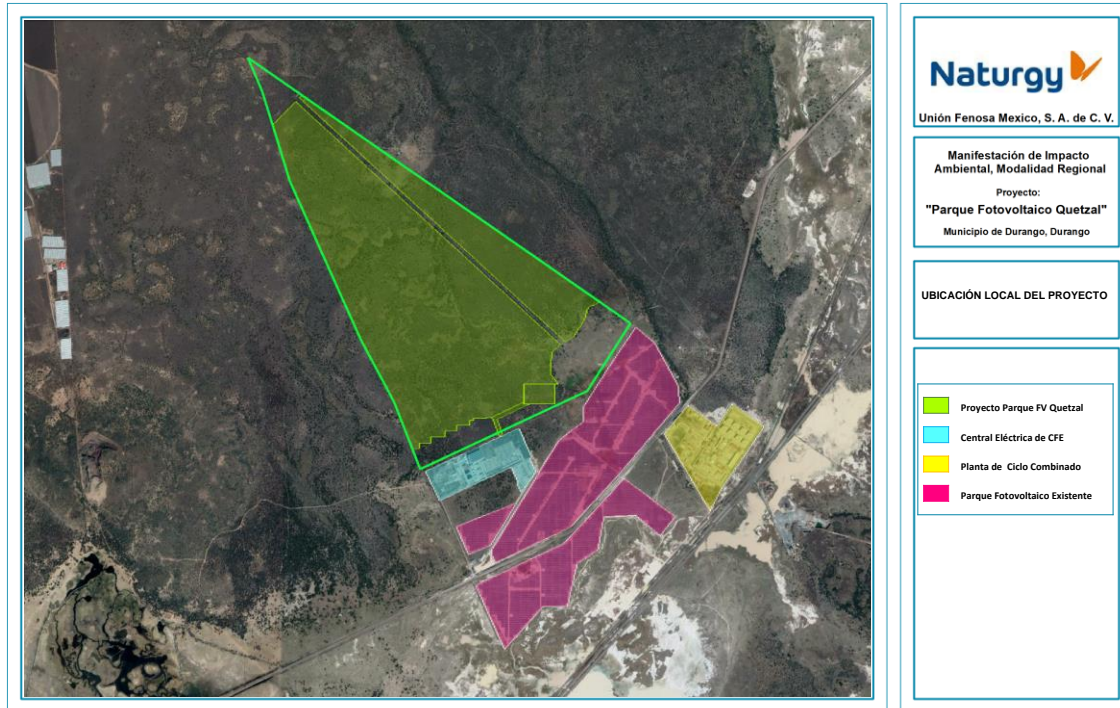 Naturgy
Unión Fenosa Mexico, S. A. de C. V.
Manifestación de Impacto
Ambiental, Modalidad Regional
Proyecto:
"Parque Fotovoltaico Quetzal"
Municipio de Durango, Durango
UBICACIÓN LOCAL DEL PROYECTO
Proyecto Parque FV Quetzal
Central Eléctrica de CFE
Planta de Ciclo Combinado
Parque Fotovoltaico Existente